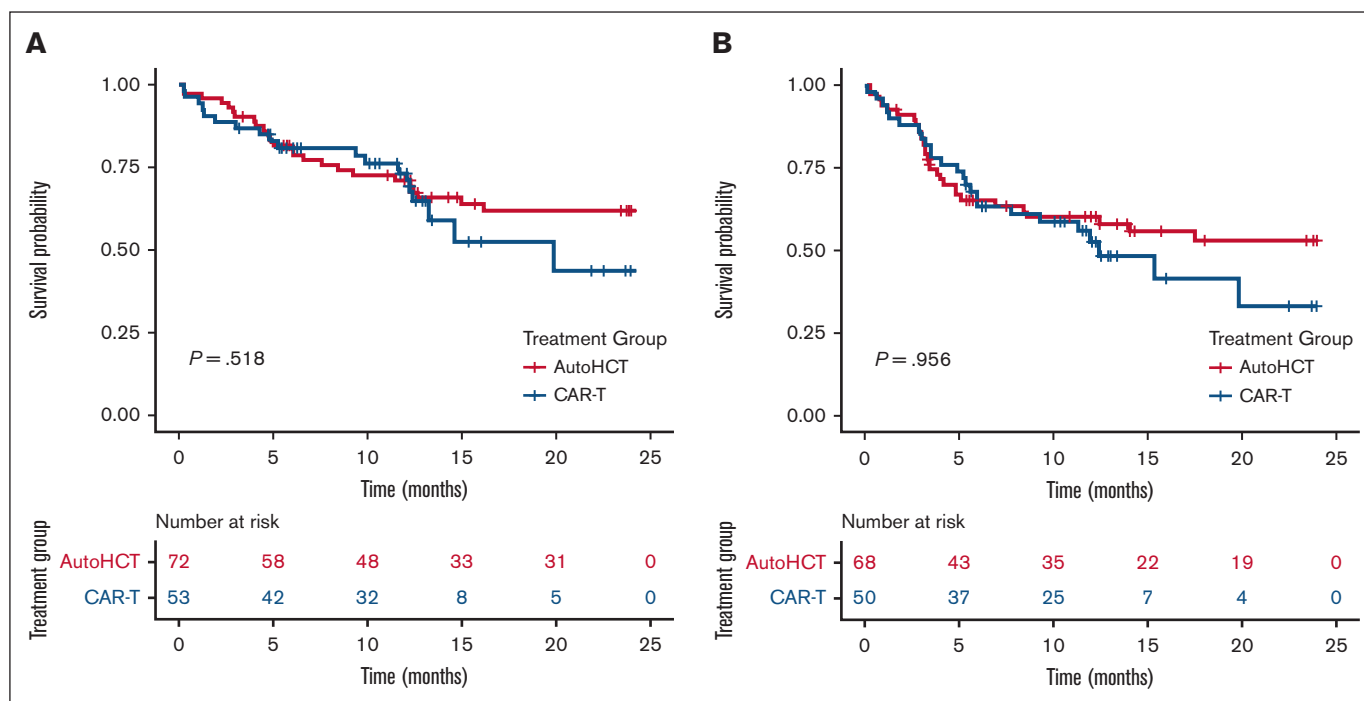 A
Survival probability
1.00
0.75
0.50
0.25
0.00
P = .518
Treatment Group
AutoHCT
CAR-T
0 5 10 15 20 25
Time (months)
Treatment group
Number at risk
AutoHCT 72 58 48 33 31 0
CAR-T 53 42 32 8 5 0
0 5 10 15 20 25
Time (months)
B
Survival probability
1.00
0.75
0.50
0.25
0.00
P = .956
Treatment Group
AutoHCT
CAR-T
0 5 10 15 20 25
Time (months)
Treatment group
Number at risk
AutoHCT 68 43 35 22 19 0
CAR-T 50 37 25 7 4 0
0 5 10 15 20 25
Time (months)